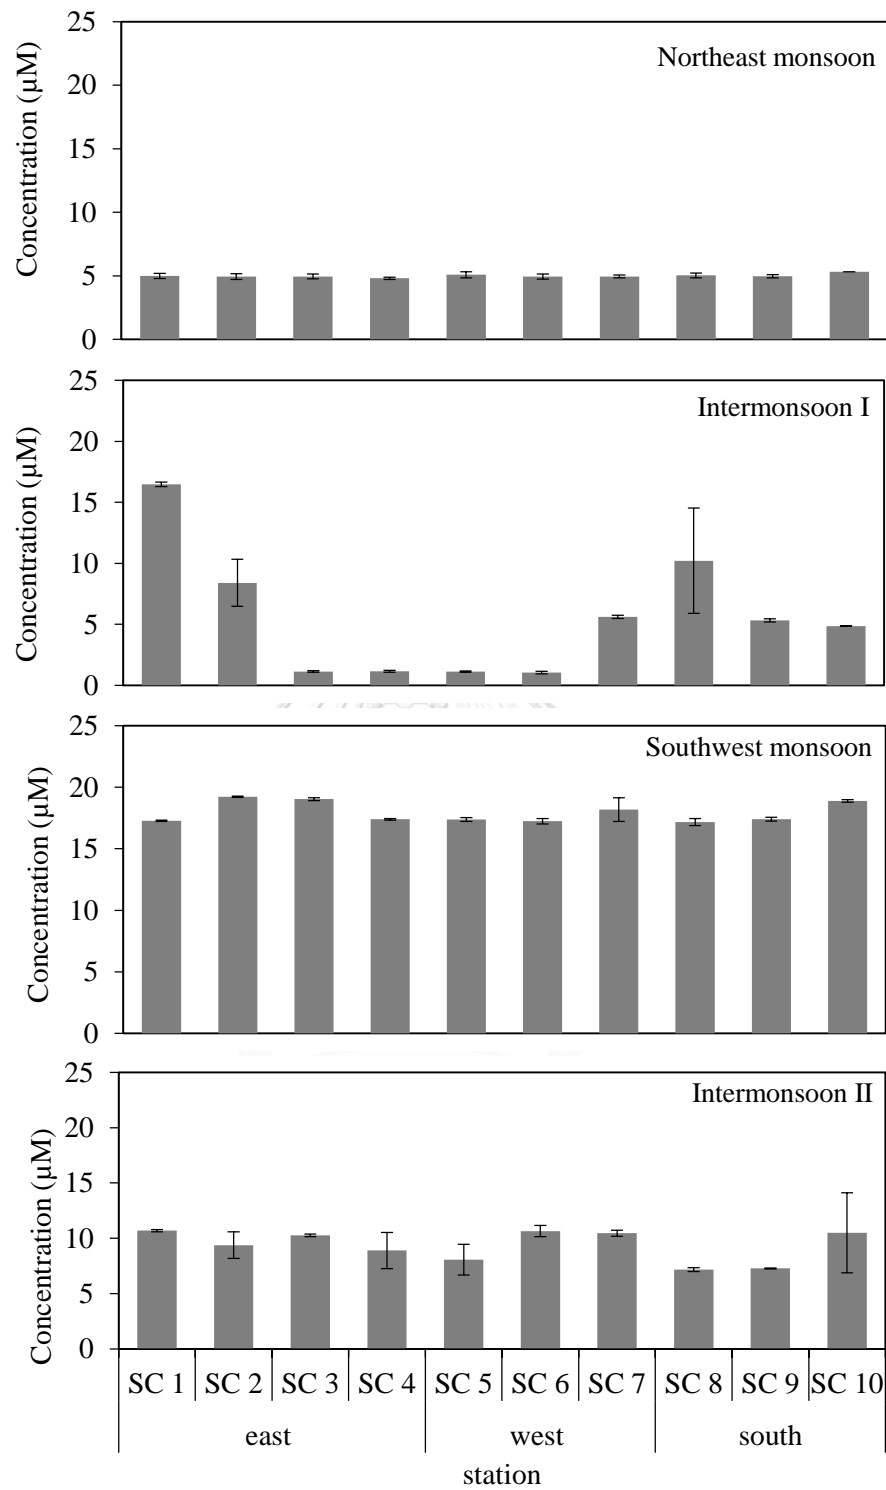 Northeast monsoon
Concentration (µM)
25
20
15
10
5
0
Intermonsoon I
Concentration (µM)
25
20
15
10
5
0
Southwest monsoon
Concentration (µM)
25
20
15
10
5
0
Intermonsoon II
Concentration (µM)
25
20
15
10
5
0
SC 1 SC 2 SC 3 SC 4 SC 5 SC 6 SC 7 SC 8 SC 9 SC 10
east west south
station